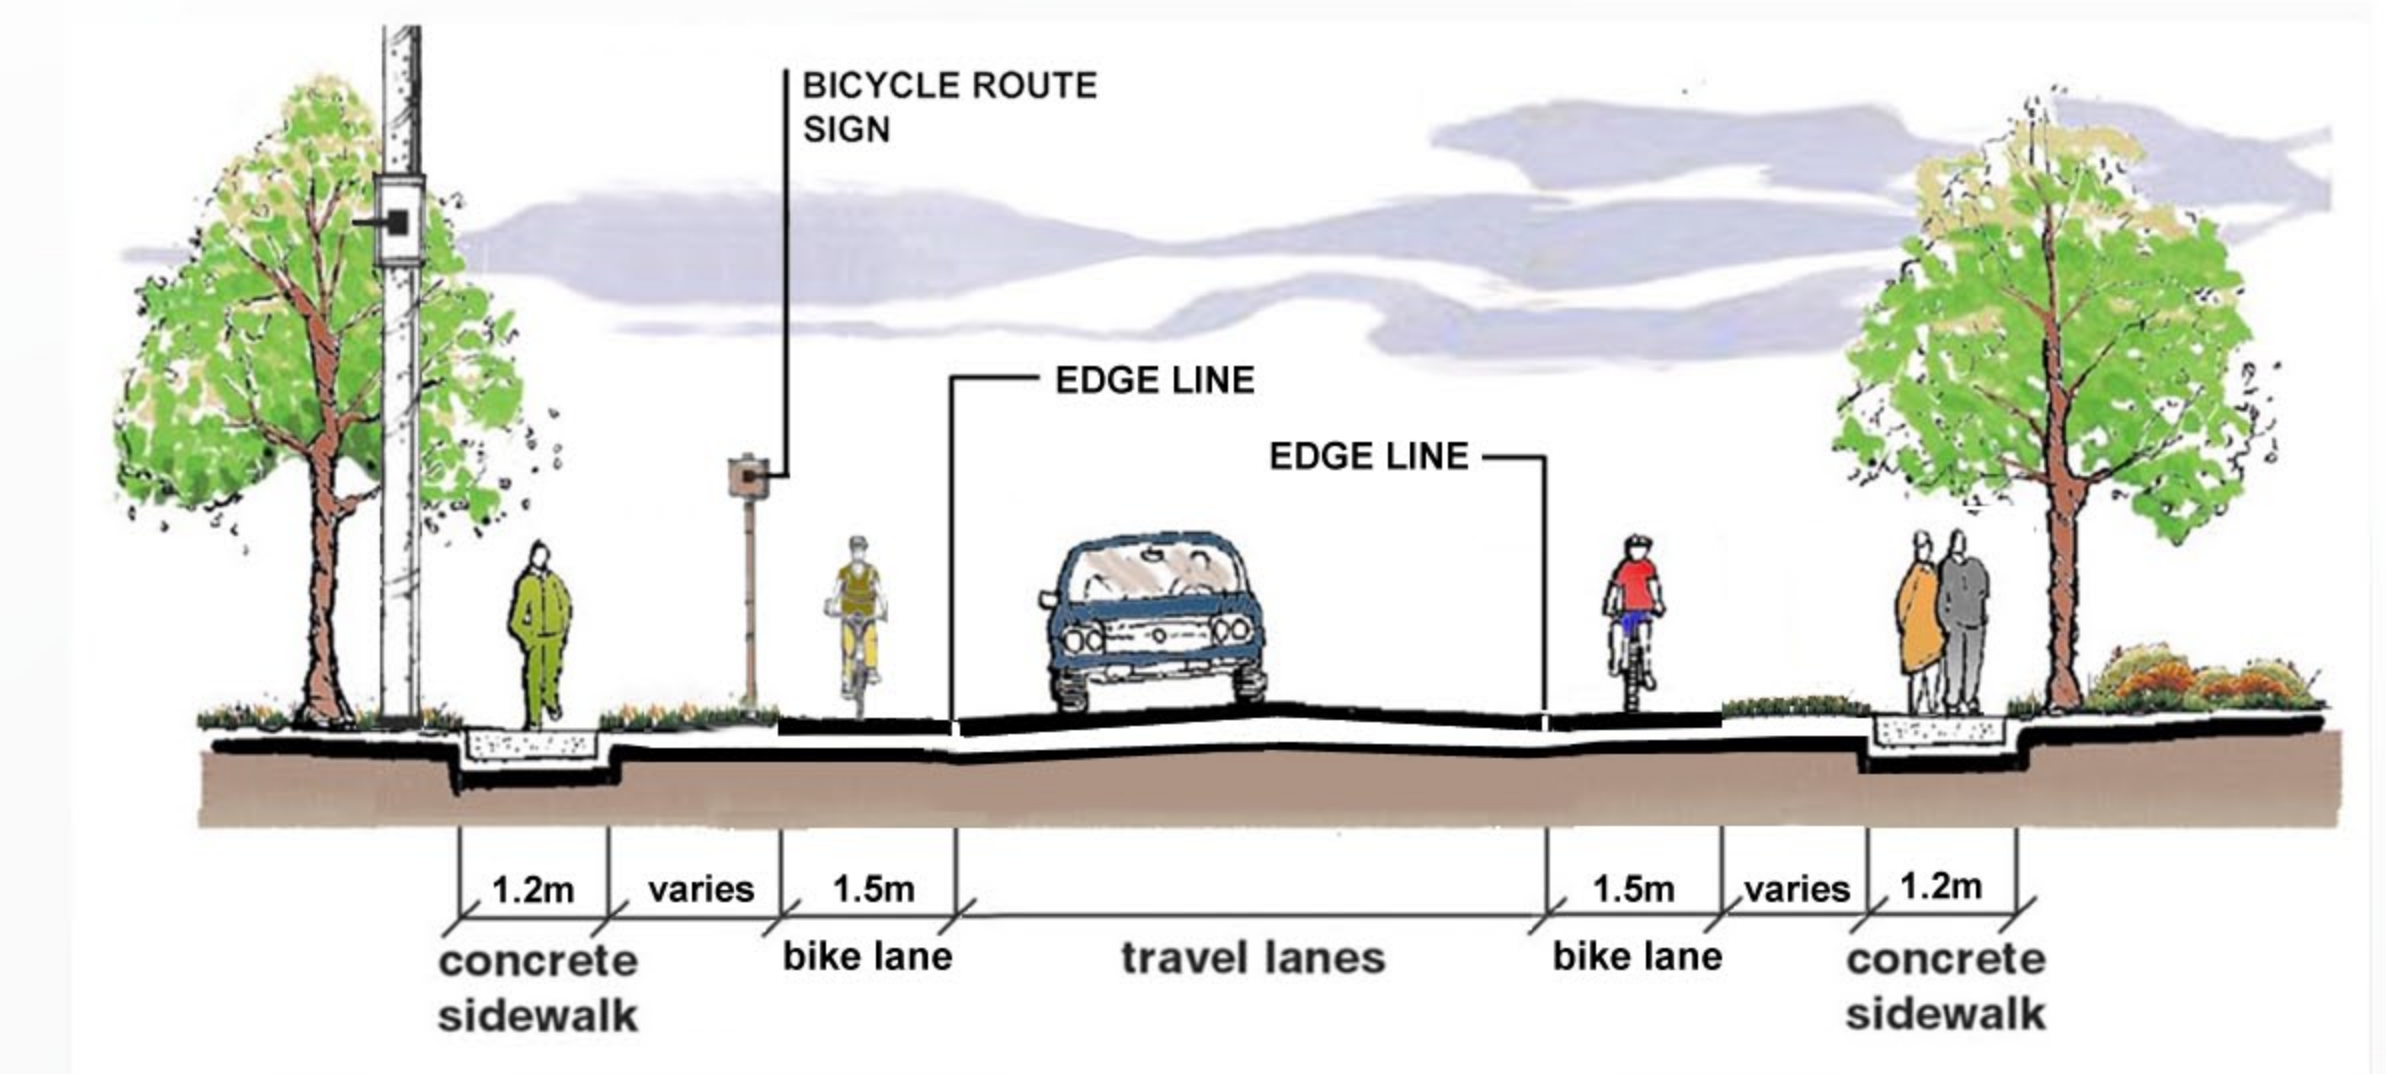 BICYCLE ROUTE
SIGN
EDGE LINE
EDGE LINE
1.2m varies 1.5m 1.5m varies 1.2m
concrete bike lane travel lanes bike lane concrete
sidewalk sidewalk